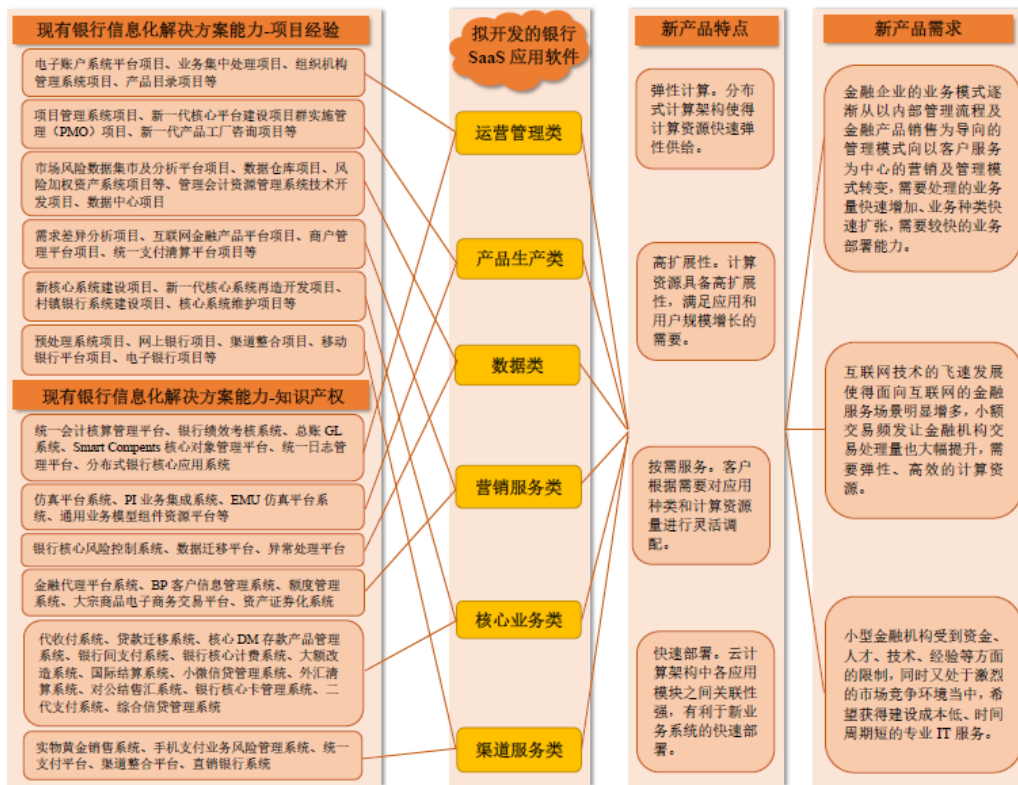 现有银行信息化解决方案能力-项目经验
电子账户系统平台项目、业务集中处理项目、组织机构
管理系统项目、产品目录项目等
项目管理系统项目、新一代核心平台建设项目群实施管
理（PMO）项目、新一代产品工厂咨询项目等
市场风险数据集市及分析平台项目、数据仓库项目、风
险加权资产系统项目等、管理会计资源管理系统技术开
发项目、数据中心项目
需求差异分析项目、互联网金融产品平台项目、商户管
理平台项目、统一支付清算平台项目等
新核心系统建设项目、新一代核心系统再造开发项目、
村镇银行系统建设项目、核心系统维护项目等
预处理系统项目、网上银行项目、渠道整合项目、移动
银行平台项目、电子银行项目等
现有银行信息化解决方案能力-知识产权
统一会计核算管理平台、银行绩效考核系统、总账 GL
系统、Smart Compents 核心对象管理平台、统一日志管
理平台、分布式银行核心应用系统
仿真平台系统、PI 业务集成系统、EMU 仿真平台系
统、通用业务模型组件资源平台等
银行核心风险控制系统、数据迁移平台、异常处理平台
金融代理平台系统、BP 客户信息管理系统、额度管理
系统、大宗商品电子商务交易平台、资产证券化系统
代收付系统、贷款迁移系统、核心 DM 存款产品管理
系统、银行间支付系统、银行核心计费系统、大额改
造系统、国际结算系统、小微信贷管理系统、外汇清
算系统、对公结售汇系统、银行核心卡管理系统、二
代支付系统、综合信贷管理系统
实物黄金销售系统、手机支付业务风险管理系统、统一
支付平台、渠道整合平台、直销银行系统
拟开发的银行
SaaS 应用软件
运营管理类
产品生产类
数据类
营销服务类
核心业务类
渠道服务类
新产品特点
弹性计算。分布
式计算架构使得
计算资源快速弹
性供给。
高扩展性。计算
资源具备高扩展
性，满足应用和
用户规模增长的
需要。
按需服务。客户
根据需要对应用
种类和计算资源
量进行灵活调
配。
快速部署。云计
算架构中各应用
模块之间关联性
强，有利于新业
务系统的快速部
署。
新产品需求
金融企业的业务模式逐
渐从以内部管理流程及
金融产品销售为导向的
管理模式向以客户服务
为中心的营销及管理模
式转变，需要处理的业务
量快速增加、业务种类快
速扩张，需要较快的业务
部署能力。
互联网技术的飞速发展
使得面向互联网的金融
服务场景明显增多，小额
交易频发让金融机构交
易处理量也大幅提升，需
要弹性、高效的计算资
源。
小型金融机构受到资金、
人才、技术、经验等方面
的限制，同时又处于激烈
的市场竞争环境当中，希
望获得建设成本低、时间
周期短的专业 IT 服务。